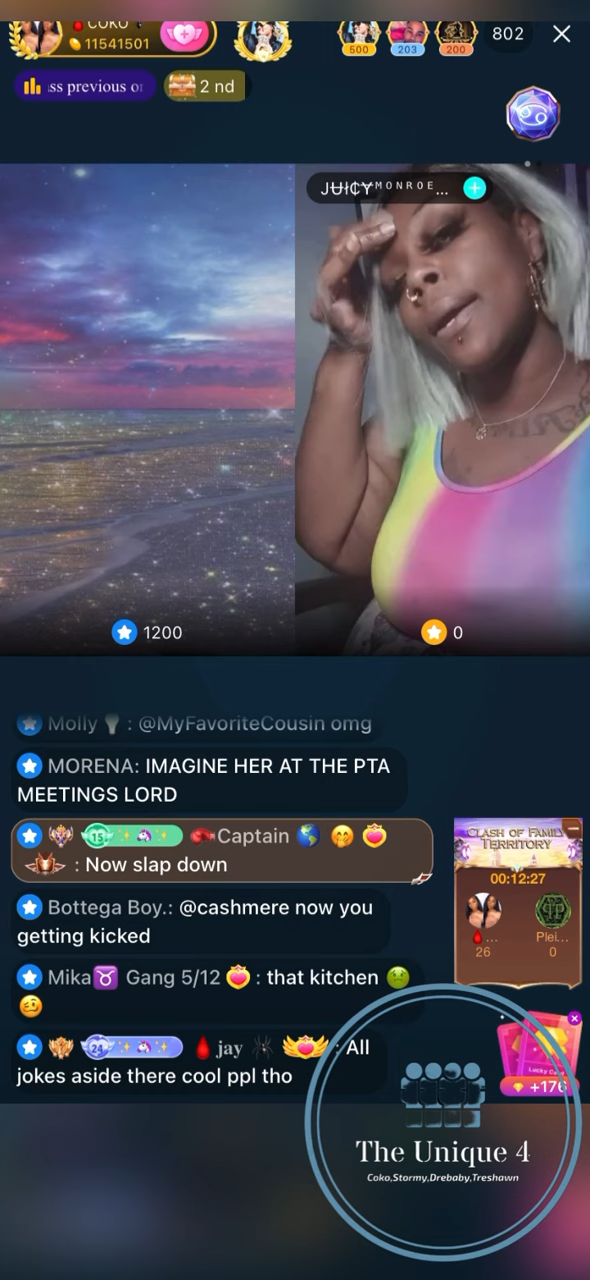 COKO
11541501
500
203
200
802
ss previous o
2 nd
JUICY MONROE...
1200
0
Molly : @MyFavoriteCousin omg
MORENA: IMAGINE HER AT THE PTA
MEETINGS LORD
15 Captain
: Now slap down
CLASH OF FAMILY
TERRITORY
00:12:27
Bottega Boy.: @cashmere now you
getting kicked
... Plei...
26 0
Mika♉ Gang 5/12 : that kitchen 🤢
🥴
24 jay : All
jokes aside there cool ppl tho
Lucky
+176
The Unique 4
Coko,Stormy,Drebaby,Treshawn